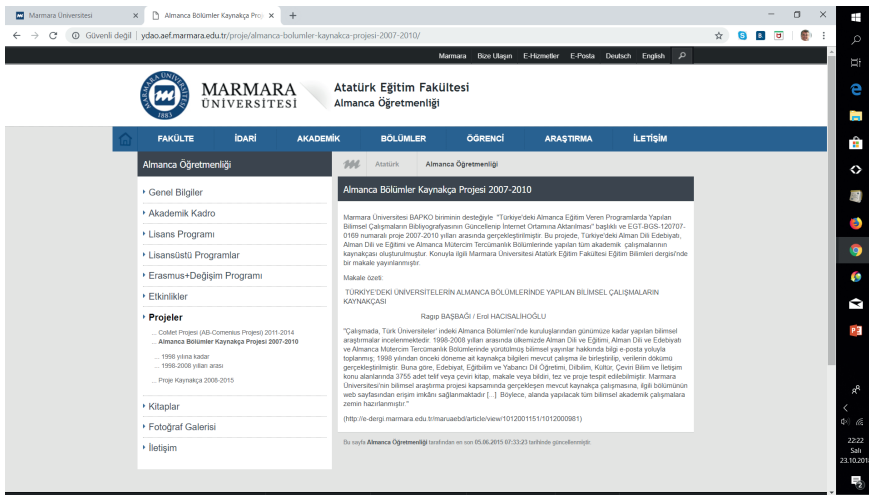 Marmara Üniversitesi
Almanca Bölümler Kaynakça Proj
Güvenli değil
ydao.aef.marmara.edu.tr/proje/almanca-bolumler-kaynakca-projesi-2007-2010/
Marmara Bize Ulaşın E-Hizmetler E-Posta Deutsch English
MARMARA
ÜNİVERSİTESİ
MARMARA ÜNİ
1883
Atatürk Eğitim Fakültesi
Almanca Öğretmenliği
FAKÜLTE İDARİ AKADEMİK BÖLÜMLER ÖĞRENCİ ARAŞTIRMA İLETİŞİM
Almanca Öğretmenliği
Genel Bilgiler
Akademik Kadro
Lisans Programı
Lisansüstü Programlar
Erasmus+Değişim Programı
Etkinlikler
Projeler
... CoMet Projesi (AB-Comenius Projesi) 2011-2014
... Almanca Bölümler Kaynakça Projesi 2007-2010
... 1998 yılına kadar
... 1998-2008 yılları arası
... Proje Kaynakça 2008-2015
Kitaplar
Fotoğraf Galerisi
İletişim
Atatürk Almanca Öğretmenliği
Almanca Bölümler Kaynakça Projesi 2007-2010
Marmara Üniversitesi BAPKO biriminin desteğiyle "Türkiye'deki Almanca Eğitim Veren Programlarda Yapılan
Bilimsel Çalışmaların Bibliyografyasının Güncellenip İnternet Ortamına Aktarılması" başlıklı ve EGT-BGS-120707-
0169 numaralı proje 2007-2010 yılları arasında gerçekleştirilmiştir. Bu projede, Türkiye'deki Alman Dili Edebiyatı,
Alman Dili ve Eğitimi ve Almanca Mütercim Tercümanlık Bölümlerinde yapılan tüm akademik çalışmalarının
kaynakçası oluşturulmuştur. Konuyla ilgili Marmara Üniversitesi Atatürk Eğitim Fakültesi Eğitim Bilimleri dergisi'nde
bir makale yayınlanmıştır.
Makale özeti:
TÜRKİYE'DEKİ ÜNİVERSİTELERİN ALMANCA BÖLÜMLERİNDE YAPILAN BİLİMSEL ÇALIŞMALARIN
KAYNAKÇASI
Ragıp BAŞBAĞI / Erol HACISALİHOĞLU
"Çalışmada, Türk Üniversiteler' indeki Almanca Bölümleri'nde kuruluşlarından günümüze kadar yapılan bilimsel
araştırmalar incelenmektedir. 1998-2008 yılları arasında ülkemizde Alman Dili ve Eğitimi, Alman Dili ve Edebiyatı
ve Almanca Mütercim Tercümanlık Bölümlerinde yürütülmüş bilimsel yayınlar hakkında bilgi e-posta yoluyla
toplanmış; 1998 yılından önceki döneme ait kaynakça bilgileri mevcut çalışma ile birleştirilip, verilerin dökümü
gerçekleştirilmiştir. Buna göre, Edebiyat, Eğitbilim ve Yabancı Dil Öğretimi, Dilbilim, Kültür, Çeviri Bilim ve İletişim
konu alanlarında 3755 adet telif veya çeviri kitap, makale veya bildiri, tez ve proje tespit edilebilmiştir. Marmara
Üniversitesi'nin bilimsel araştırma projesi kapsamında gerçekleşen mevcut kaynakça çalışmasına, ilgili bölümünün
web sayfasından erişim imkânı sağlanmaktadır [...] Böylece, alanda yapılacak tüm bilimsel akademik çalışmalara
zemin hazırlanmıştır."
(http://e-dergi.marmara.edu.tr/maruaebd/article/view/1012001151/1012000981)
Bu sayfa Almanca Öğretmenliği tarafından en son 05.06.2015 07:33:23 tarihinde güncellenmiştir.
22:22
Salı
23.10.201